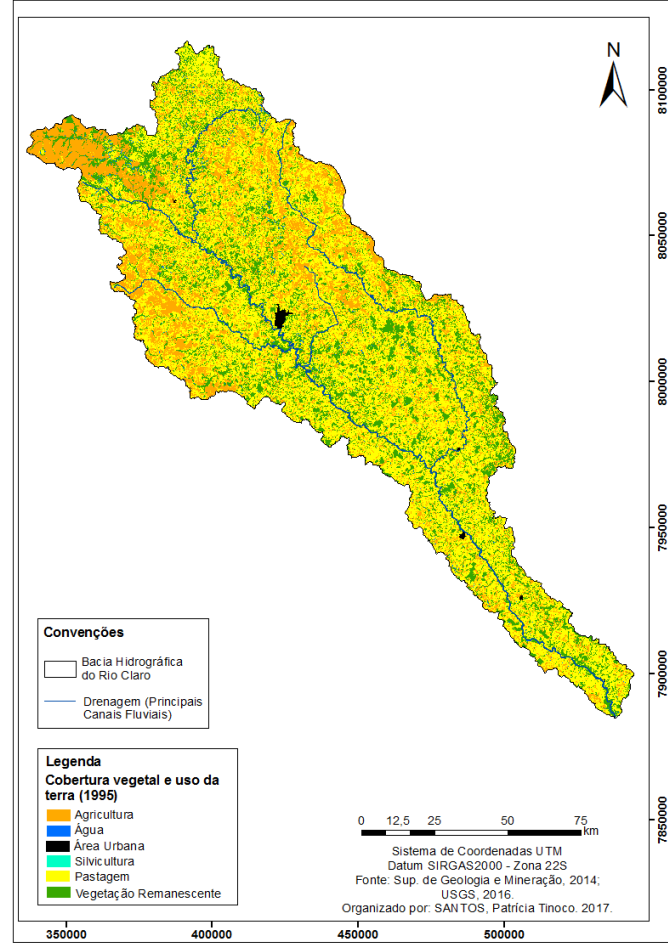 N
8100000
8050000
8000000
7950000
7900000
7850000
Convenções
Bacia Hidrográfica
do Rio Claro
Drenagem (Principais
Canais Fluviais)
Legenda
Cobertura vegetal e uso da
terra (1995)
Agricultura
Água
Área Urbana
Silvicultura
Pastagem
Vegetação Remanescente
0 12,5 25 50 75
km
Sistema de Coordenadas UTM
Datum SIRGAS2000 - Zona 22S
Fonte: Sup. de Geologia e Mineração, 2014;
USGS, 2016.
Organizado por: SANTOS, Patrícia Tinoco. 2017.
350000 400000 450000 500000